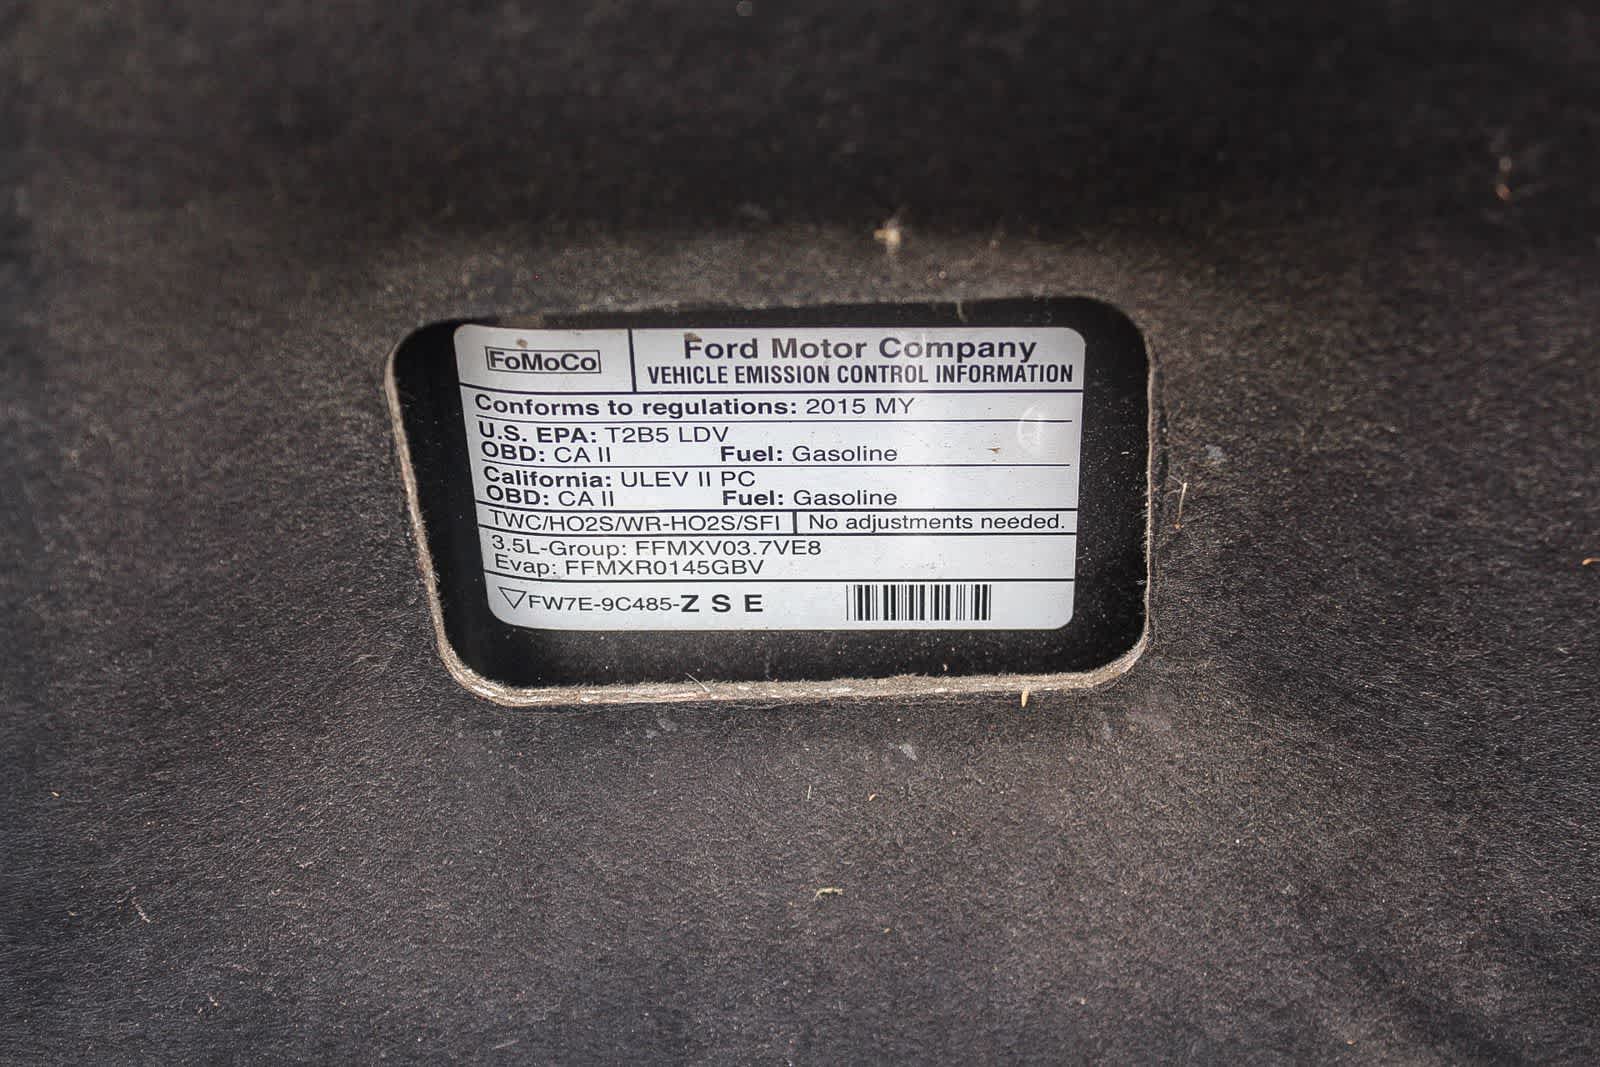 FoMoCo
Ford Motor Company
VEHICLE EMISSION CONTROL INFORMATION
Conforms to regulations: 2015 MY
U.S. EPA: T2B5 LDV
OBD: CA II Fuel: Gasoline
California: ULEV II PC
OBD: CA II Fuel: Gasoline
TWC/HO2S/WR-HO2S/SFI No adjustments needed.
3.5L-Group: FFMXV03.7VE8
Evap: FFMXR0145GBV
FW7E-9C485-Z S E